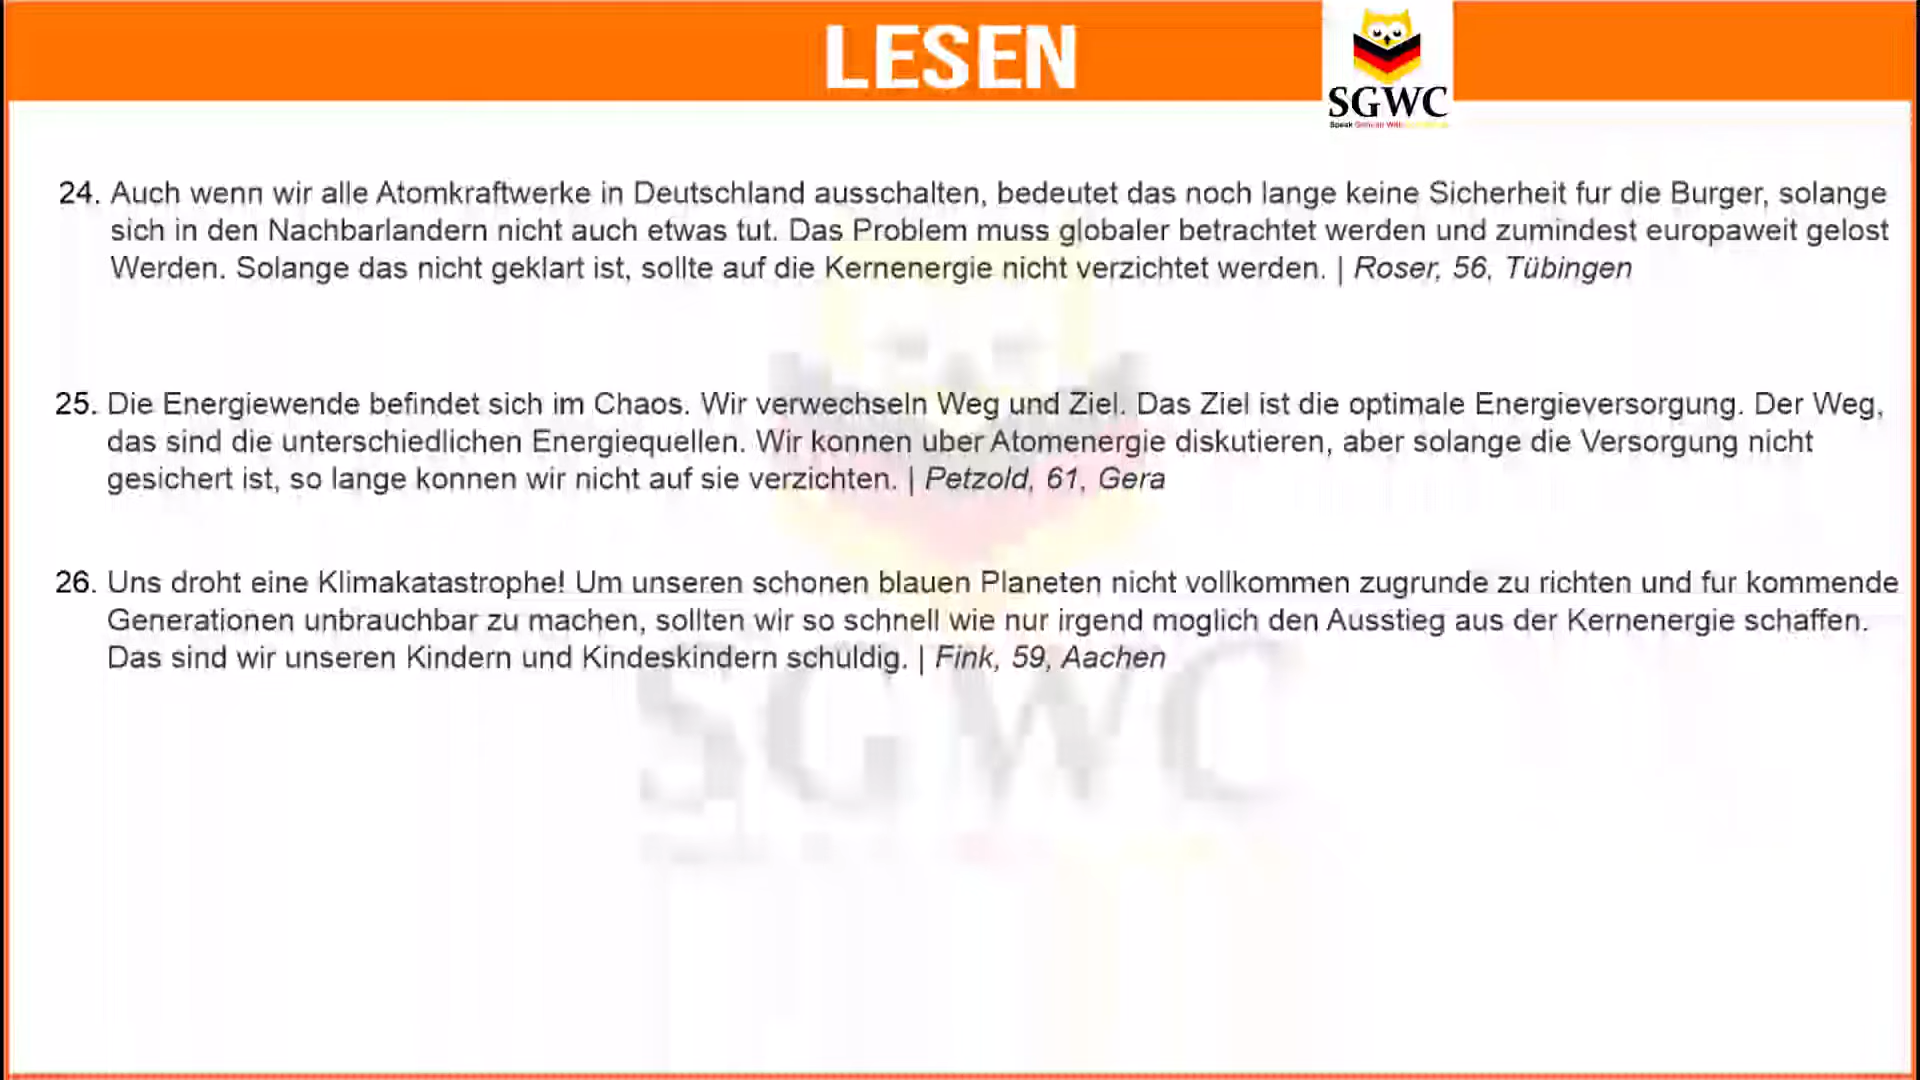 LESEN
SGWC
Speak German With
24. Auch wenn wir alle Atomkraftwerke in Deutschland ausschalten, bedeutet das noch lange keine Sicherheit fur die Burger, solange
sich in den Nachbarlandern nicht auch etwas tut. Das Problem muss globaler betrachtet werden und zumindest europaweit gelost
Werden. Solange das nicht geklart ist, sollte auf die Kernenergie nicht verzichtet werden. | Roser, 56, Tübingen
25. Die Energiewende befindet sich im Chaos. Wir verwechseln Weg und Ziel. Das Ziel ist die optimale Energieversorgung. Der Weg,
das sind die unterschiedlichen Energiequellen. Wir konnen uber Atomenergie diskutieren, aber solange die Versorgung nicht
gesichert ist, so lange konnen wir nicht auf sie verzichten. | Petzold, 61, Gera
26. Uns droht eine Klimakatastrophe! Um unseren schonen blauen Planeten nicht vollkommen zugrunde zu richten und fur kommende
Generationen unbrauchbar zu machen, sollten wir so schnell wie nur irgend moglich den Ausstieg aus der Kernenergie schaffen.
Das sind wir unseren Kindern und Kindeskindern schuldig. | Fink, 59, Aachen
SGWC